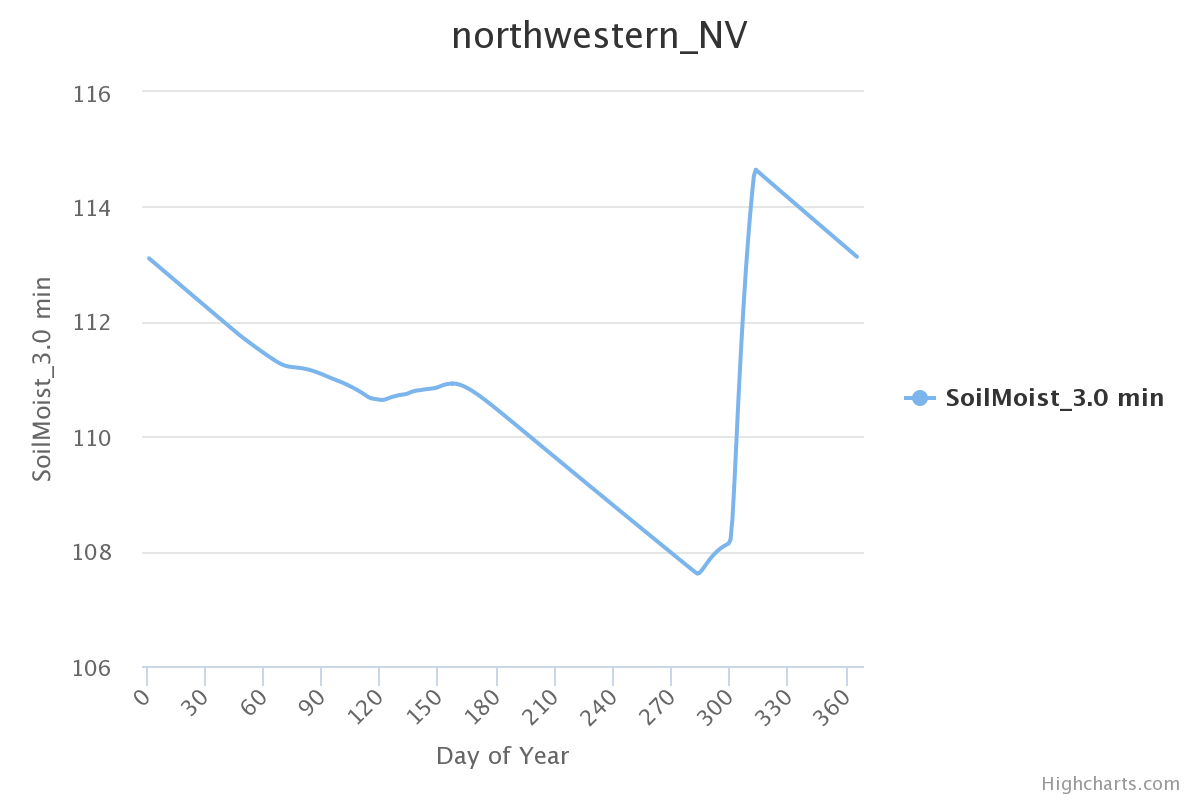 northwestern_NV
116
114
112
110
108
106
SoilMoist_3.0 min
0 30 60 90 120 150 180 210 240 270 300 330 360
Day of Year
SoilMoist_3.0 min
Highcharts.com